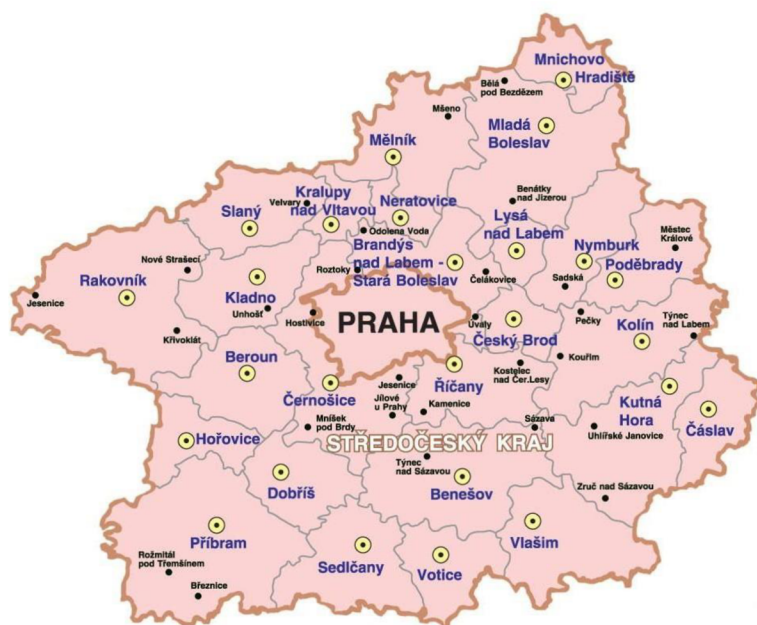 Mnichovo
Hradiště
Bělá
pod Bezdězem
Mšeno
Mladá
Boleslav
Mělník
Benátky
nad Jizerou
Kralupy
nad Vltavou
Velvary
Neratovice
Slaný
Lysá
nad Labem
Odolena Voda
Brandýs
nad Labem -
Stará Boleslav
Nymburk
Městec
Králové
Poděbrady
Nové Strašecí
Roztoky
Čelákovice
Sadská
Rakovník
Jesenice
Kladno
Unhošť
Hostivice
PRAHA
Úvaly
Český Brod
Pečky
Kolín
Týnec
nad Labem
Křivoklát
Beroun
Kouřim
Kostelec
nad Čer.Lesy
Říčany
Černošice
Jesenice
Jílové
u Prahy
Kamenice
Kutná
Hora
Čáslav
Mníšek
pod Brdy
Sázava
Uhlířské Janovice
Hořovice
STŘEDOČESKÝ KRAJ
Týnec
nad Sázavou
Dobříš
Benešov
Zruč nad Sázavou
Příbram
Vlašim
Rožmitál
pod Třemšínem
Sedlčany
Votice
Březnice